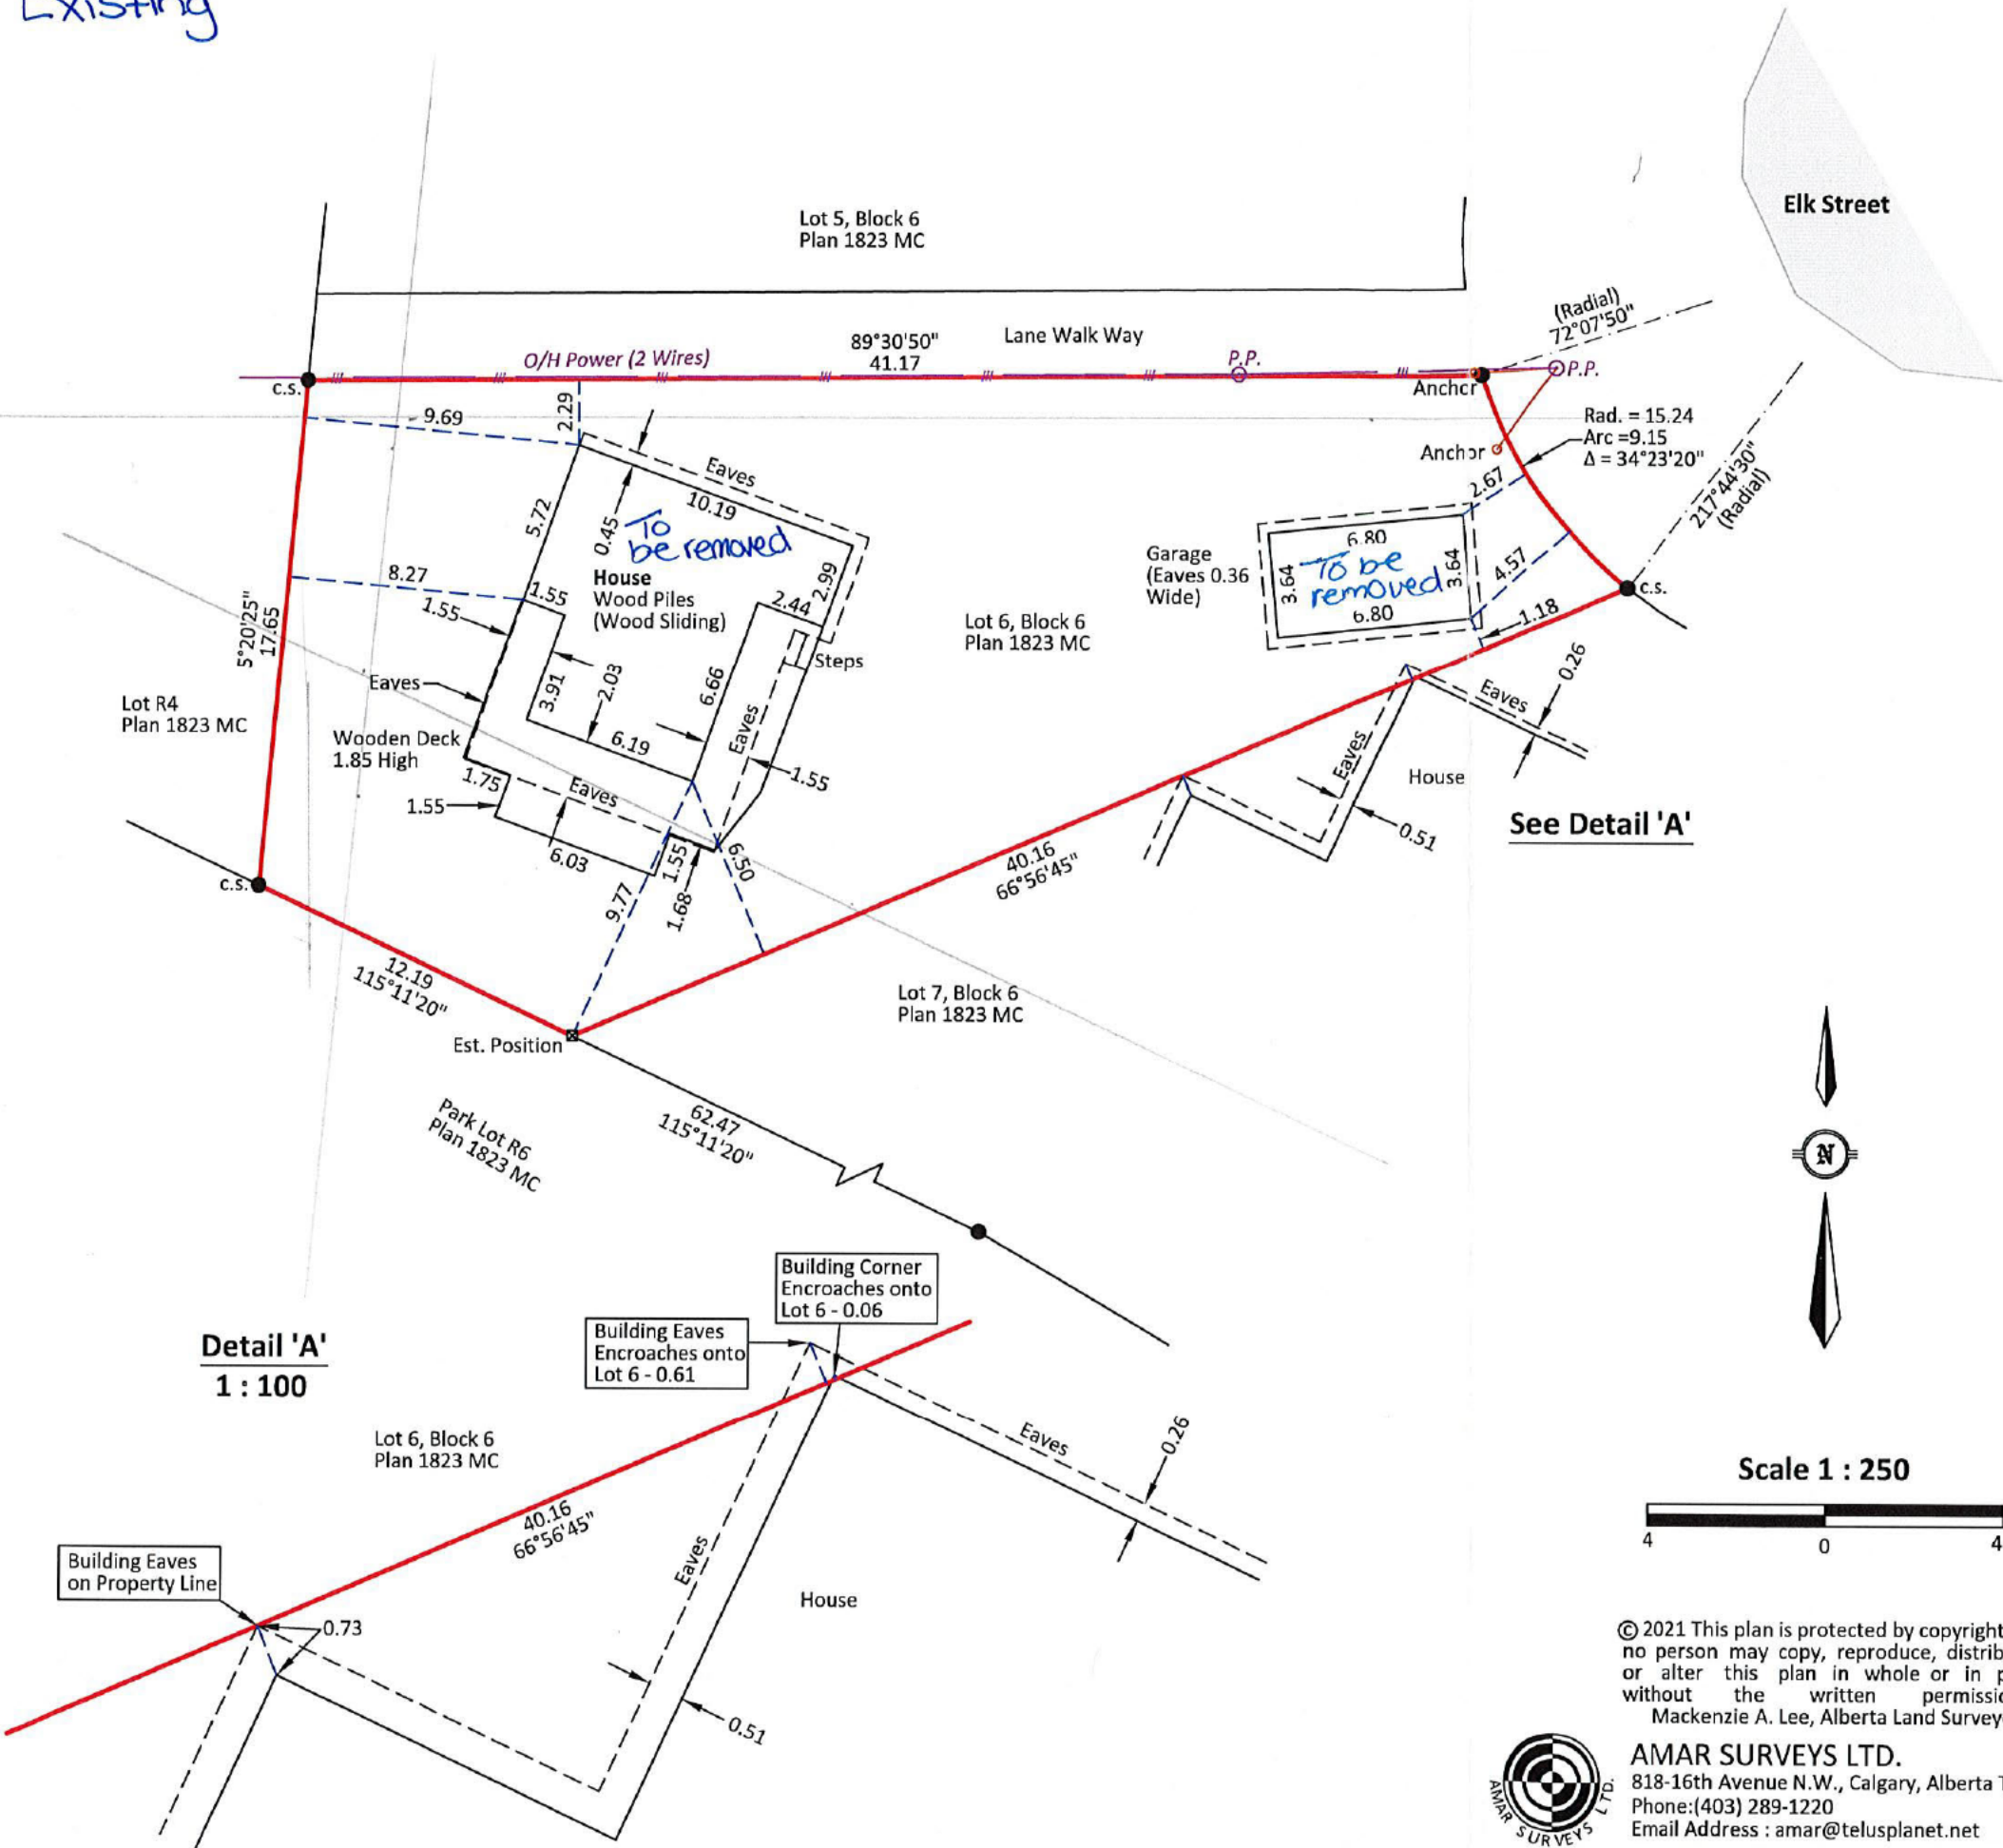 Existing
Lot 5, Block 6
Plan 1823 MC
Elk Street
(Radial)
72°07'50"
89°30'50"
41.17
Lane Walk Way
O/H Power (2 Wires)
P.P.
P.P.
c.s.
Anchor
9.69
2.29
Rad. = 15.24
Arc =9.15
Δ = 34°23'20"
Anchor
217°44'30"
(Radial)
Eaves
10.19
5.72
0.45
To
be removed
2.67
Garage
(Eaves 0.36
Wide)
6.80
3.64
To be
removed
3.64
6.80
4.57
c.s.
1.18
8.27
1.55
1.55
House
Wood Piles
(Wood Sliding)
2.99
2.44
Lot 6, Block 6
Plan 1823 MC
5°20'25"
17.65
Steps
0.26
Eaves
3.91
2.03
6.66
Eaves
Lot R4
Plan 1823 MC
Wooden Deck
1.85 High
6.19
Eaves
1.55
Eaves
House
1.75
Eaves
1.55
0.51
See Detail 'A'
6.03
1.55
6.50
9.77
1.68
40.16
66°56'45"
c.s.
12.19
115°11'20"
Lot 7, Block 6
Plan 1823 MC
Est. Position
Park Lot R6
Plan 1823 MC
62.47
115°11'20"
N
Building Corner
Encroaches onto
Lot 6 - 0.06
Building Eaves
Encroaches onto
Lot 6 - 0.61
Detail 'A'
1 : 100
Lot 6, Block 6
Plan 1823 MC
Eaves
0.26
40.16
66°56'45"
Eaves
Building Eaves
on Property Line
0.73
House
0.51
Scale 1 : 250
4 0 4
© 2021 This plan is protected by copyright
no person may copy, reproduce, distrib
or alter this plan in whole or in p
without the written permissi
Mackenzie A. Lee, Alberta Land Survey
AMAR SURVEYS LTD.
AMAR SURVEYS LTD.
818-16th Avenue N.W., Calgary, Alberta T
Phone:(403) 289-1220
Email Address : amar@telusplanet.net